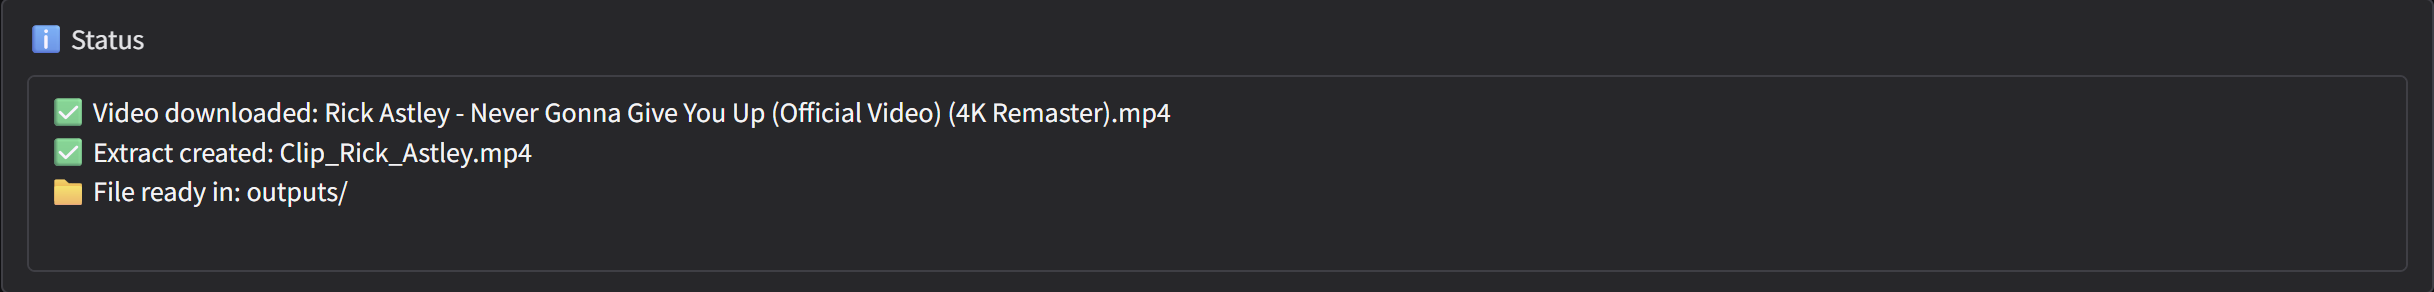 ℹ️ Status
✅ Video downloaded: Rick Astley - Never Gonna Give You Up (Official Video) (4K Remaster).mp4
✅ Extract created: Clip_Rick_Astley.mp4
📁 File ready in: outputs/